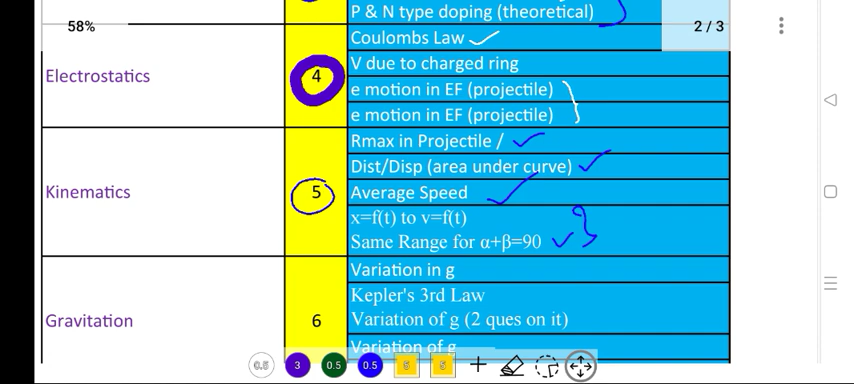 P & N type doping (theoretical)
58%
2 / 3
Coulombs Law
V due to charged ring
Electrostatics
4
e motion in EF (projectile)
e motion in EF (projectile)
Rmax in Projectile /
Dist/Disp (area under curve)
Kinematics
5
Average Speed
x=f(t) to v=f(t)
Same Range for α+β=90
Variation in g
Kepler's 3rd Law
Gravitation
6
Variation of g (2 ques on it)
Variation of g
0.5
3
0.5
0.5
5
5